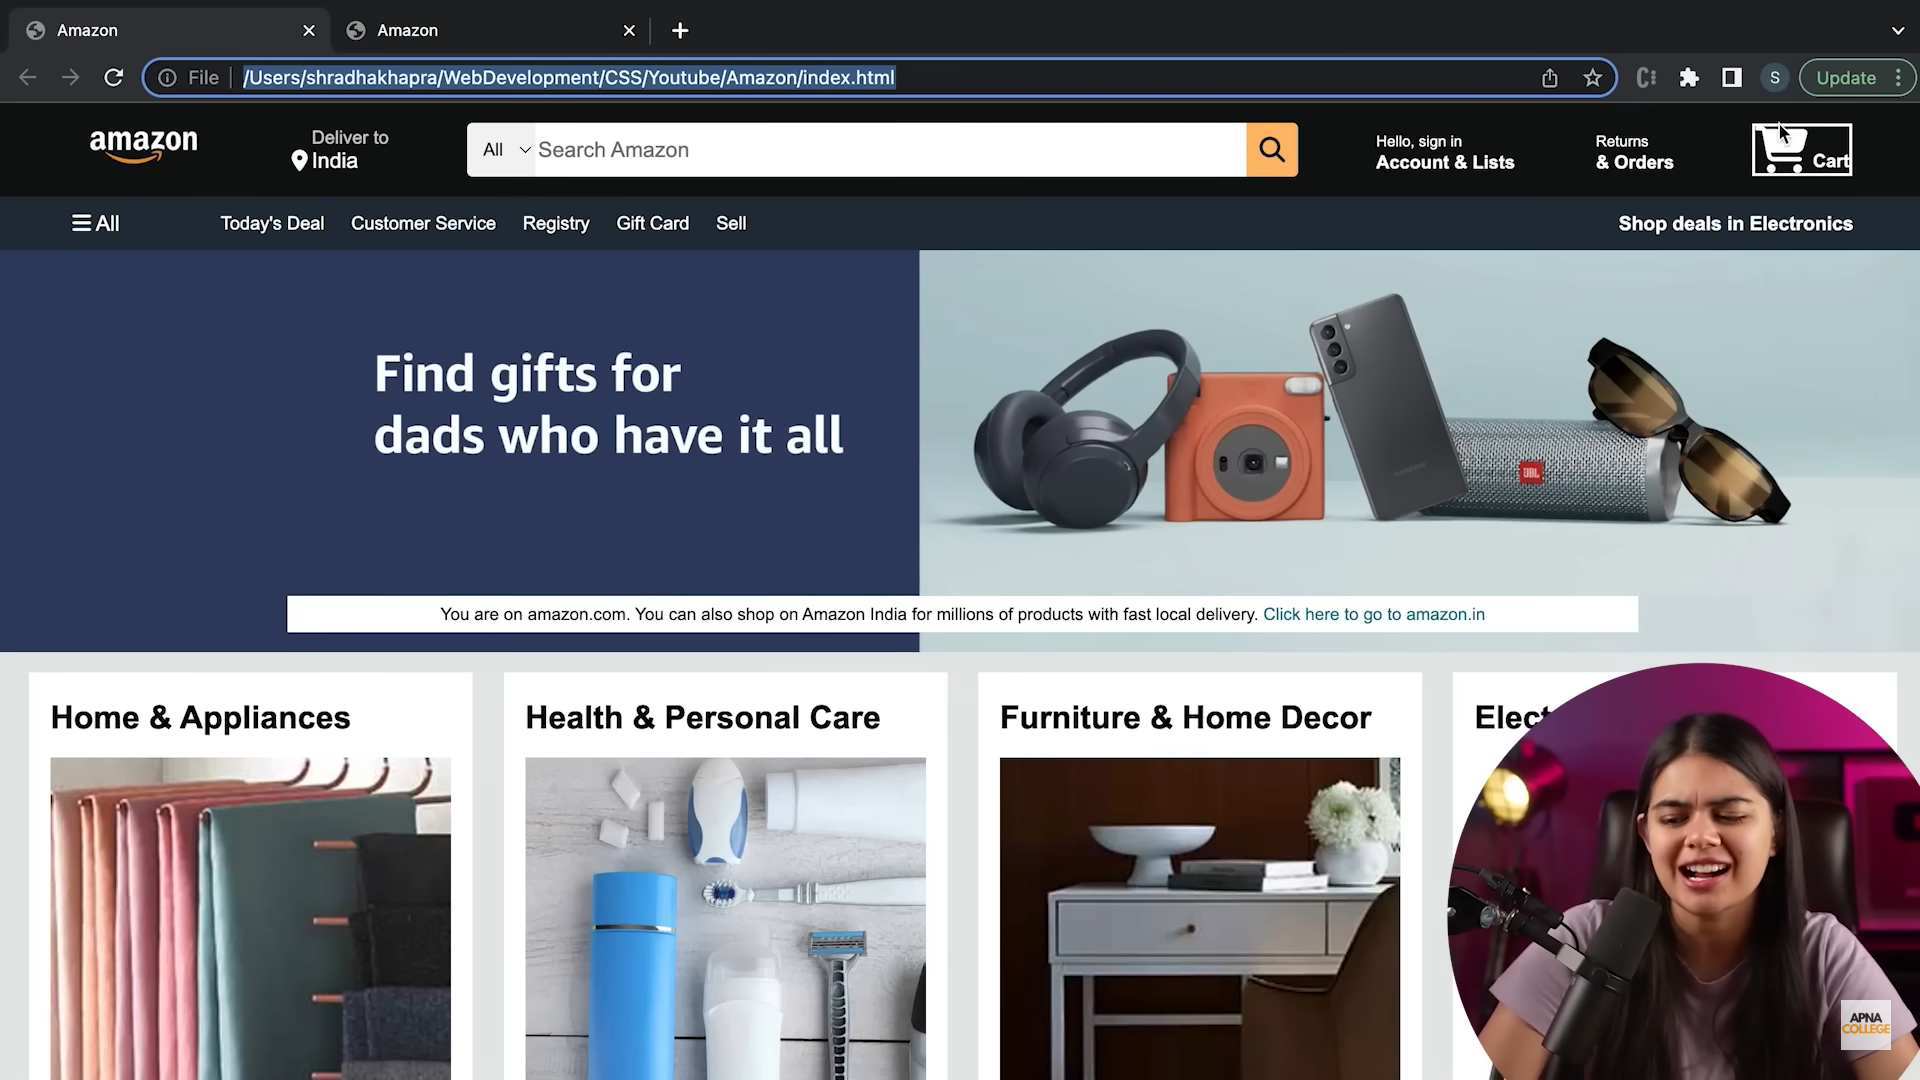 Amazon
Amazon
File /Users/shradhakhapra/WebDevelopment/CSS/Youtube/Amazon/index.html
S
Update
amazon
Deliver to
India
All
Search Amazon
Hello, sign in
Account & Lists
Returns
& Orders
Cart
All
Today's Deal
Customer Service
Registry
Gift Card
Sell
Shop deals in Electronics
Find gifts for
dads who have it all
JBL
You are on amazon.com. You can also shop on Amazon India for millions of products with fast local delivery. Click here to go to amazon.in
Home & Appliances
Health & Personal Care
Furniture & Home Decor
Elect
APNA
COLLEGE